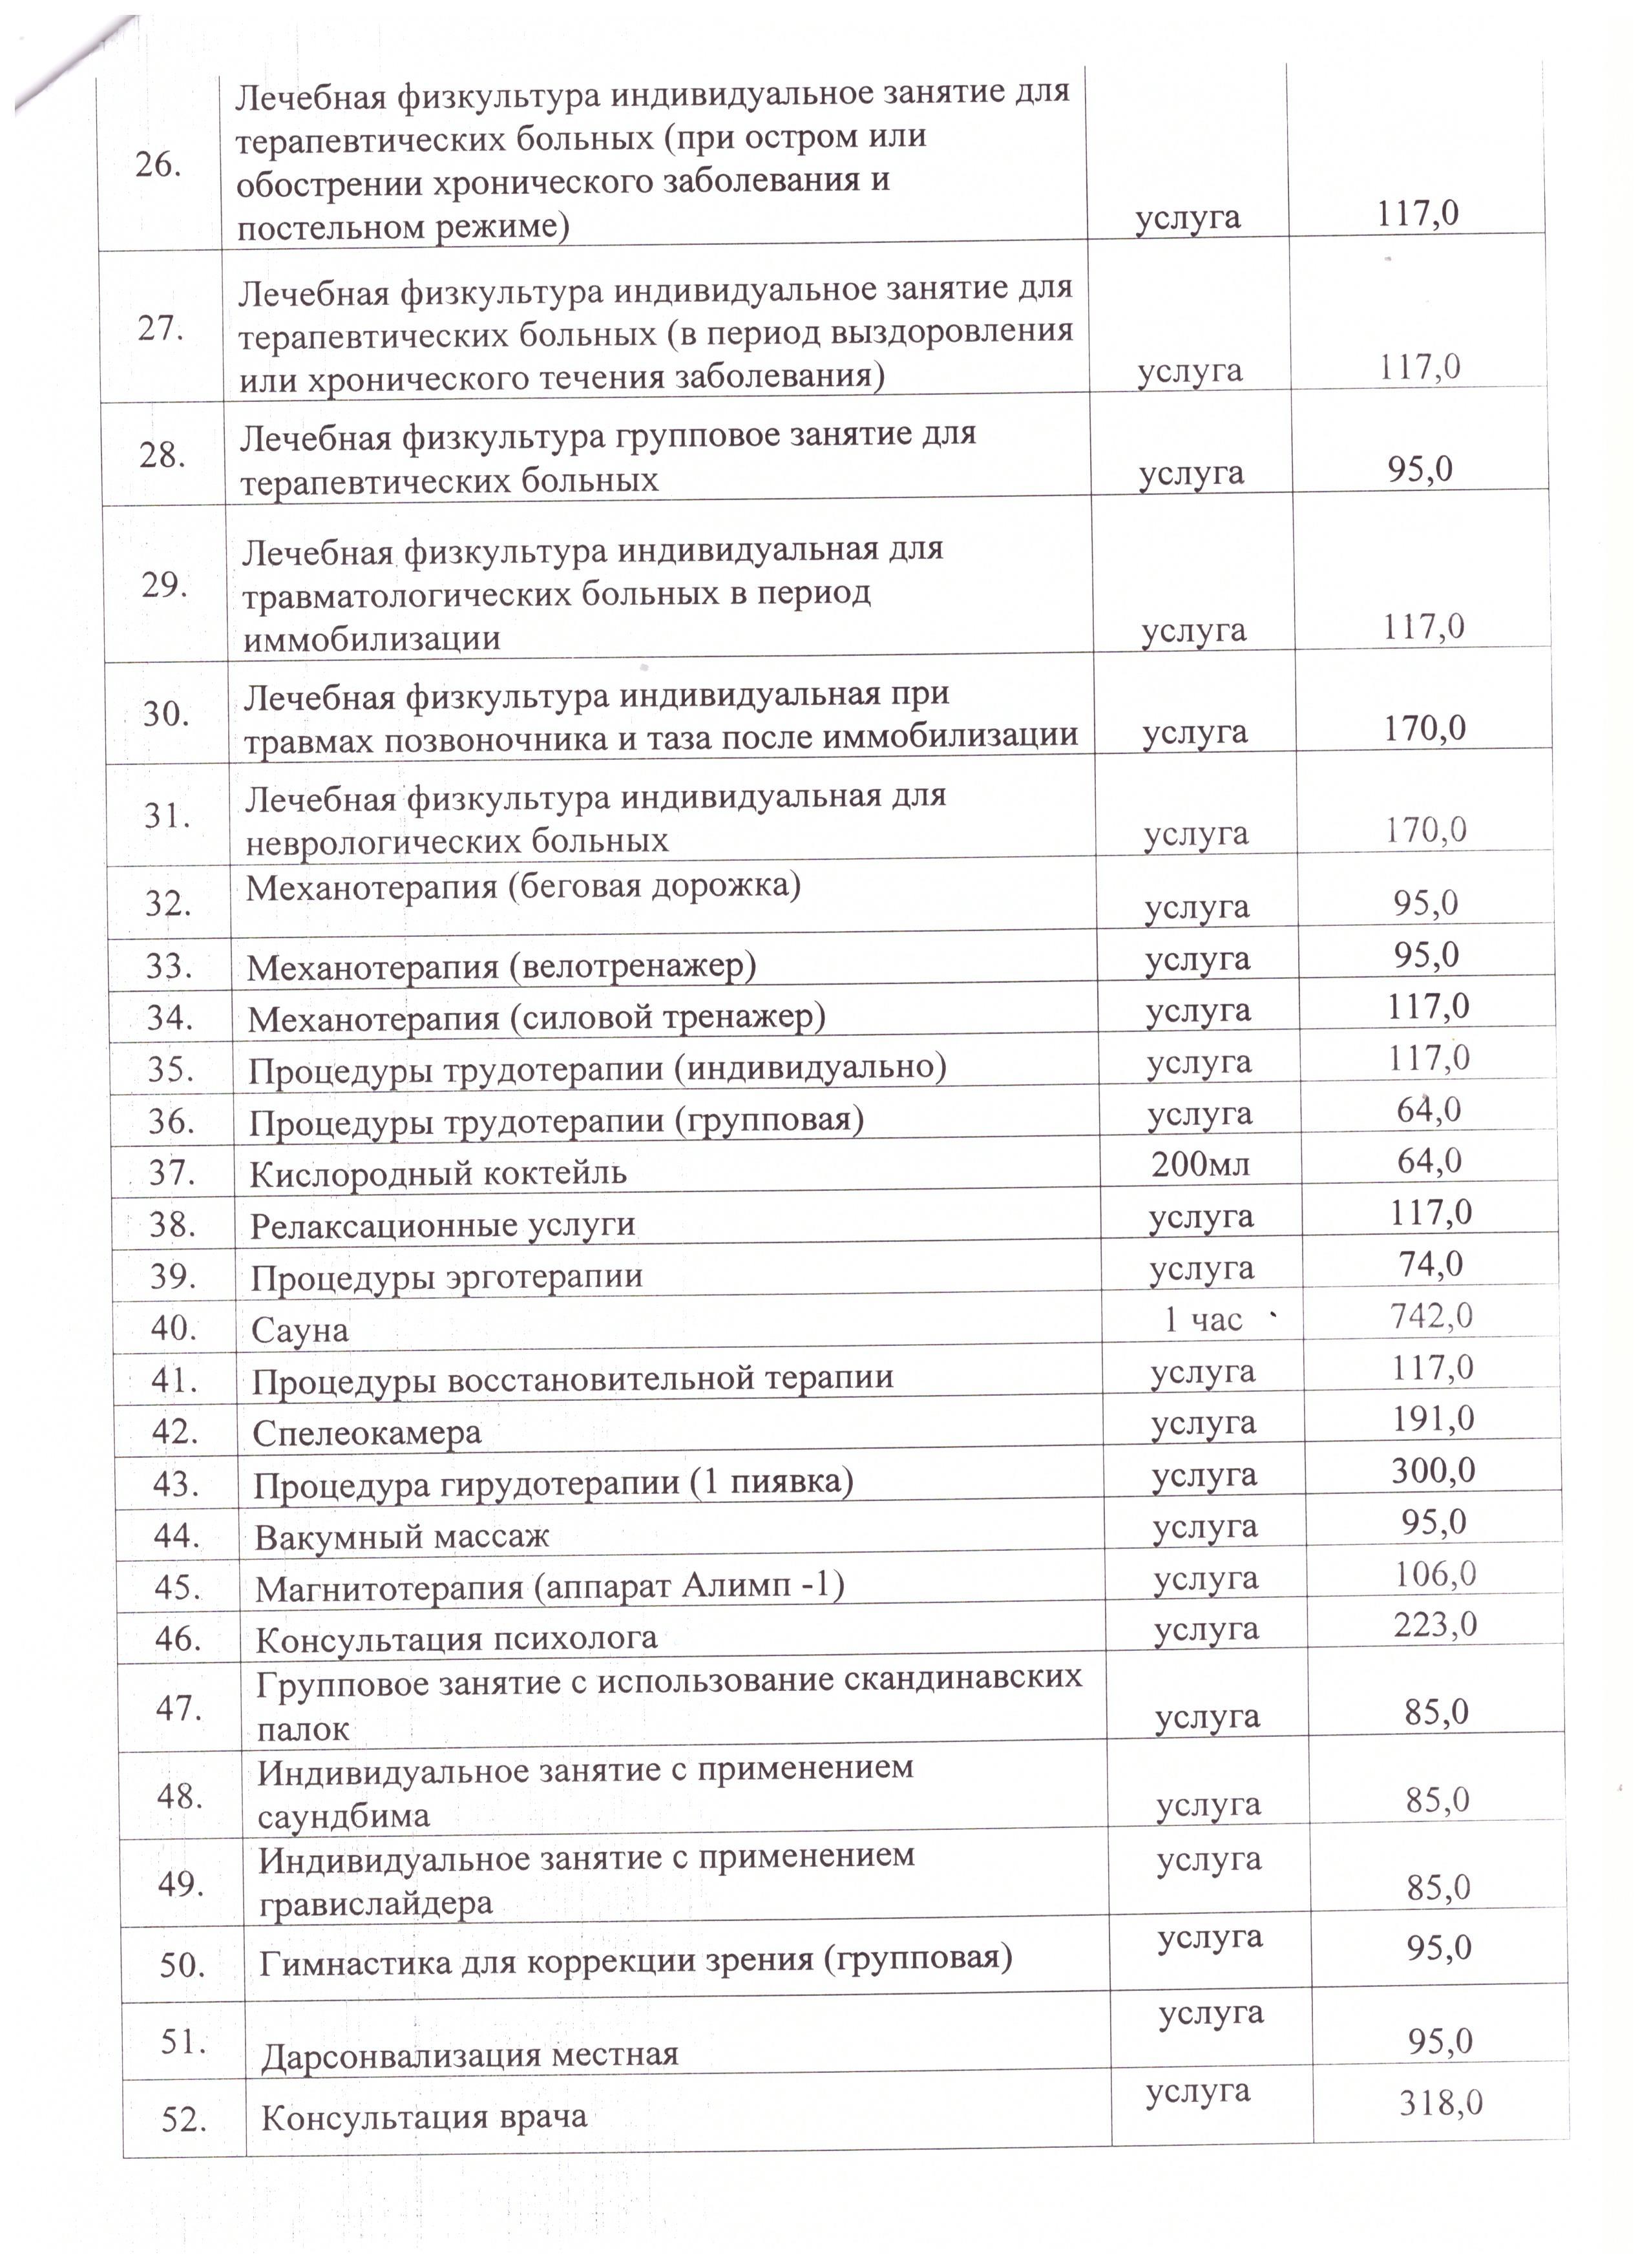 26.
Лечебная физкультура индивидуальное занятие для
терапевтических больных (при остром или
обострении хронического заболевания и
постельном режиме)
услуга
117,0
27.
Лечебная физкультура индивидуальное занятие для
терапевтических больных (в период выздоровления
или хронического течения заболевания)
услуга
117,0
28.
Лечебная физкультура групповое занятие для
терапевтических больных
услуга
95,0
29.
Лечебная физкультура индивидуальная для
травматологических больных в период
иммобилизации
услуга
117,0
30.
Лечебная физкультура индивидуальная при
травмах позвоночника и таза после иммобилизации
услуга
170,0
31.
Лечебная физкультура индивидуальная для
неврологических больных
услуга
170,0
32.
Механотерапия (беговая дорожка)
услуга
95,0
33. Механотерапия (велотренажер) услуга 95,0
34. Механотерапия (силовой тренажер) услуга 117,0
35. Процедуры трудотерапии (индивидуально) услуга 117,0
36. Процедуры трудотерапии (групповая) услуга 64,0
37. Кислородный коктейль 200мл 64,0
38. Релаксационные услуги услуга 117,0
39. Процедуры эрготерапии услуга 74,0
40. Сауна 1 час 742,0
41. Процедуры восстановительной терапии услуга 117,0
42. Спелеокамера услуга 191,0
43. Процедура гирудотерапии (1 пиявка) услуга 300,0
44. Вакумный массаж услуга 95,0
45. Магнитотерапия (аппарат Алимп -1) услуга 106,0
46. Консультация психолога услуга 223,0
47.
Групповое занятие с использование скандинавских
палок
услуга
85,0
48.
Индивидуальное занятие с применением
саундбима
услуга
85,0
49.
Индивидуальное занятие с применением
грависл​айдера
услуга
85,0
50. Гимнастика для коррекции зрения (групповая) услуга 95,0
51. Дарсонвализация местная услуга 95,0
52. Консультация врача услуга 318,0